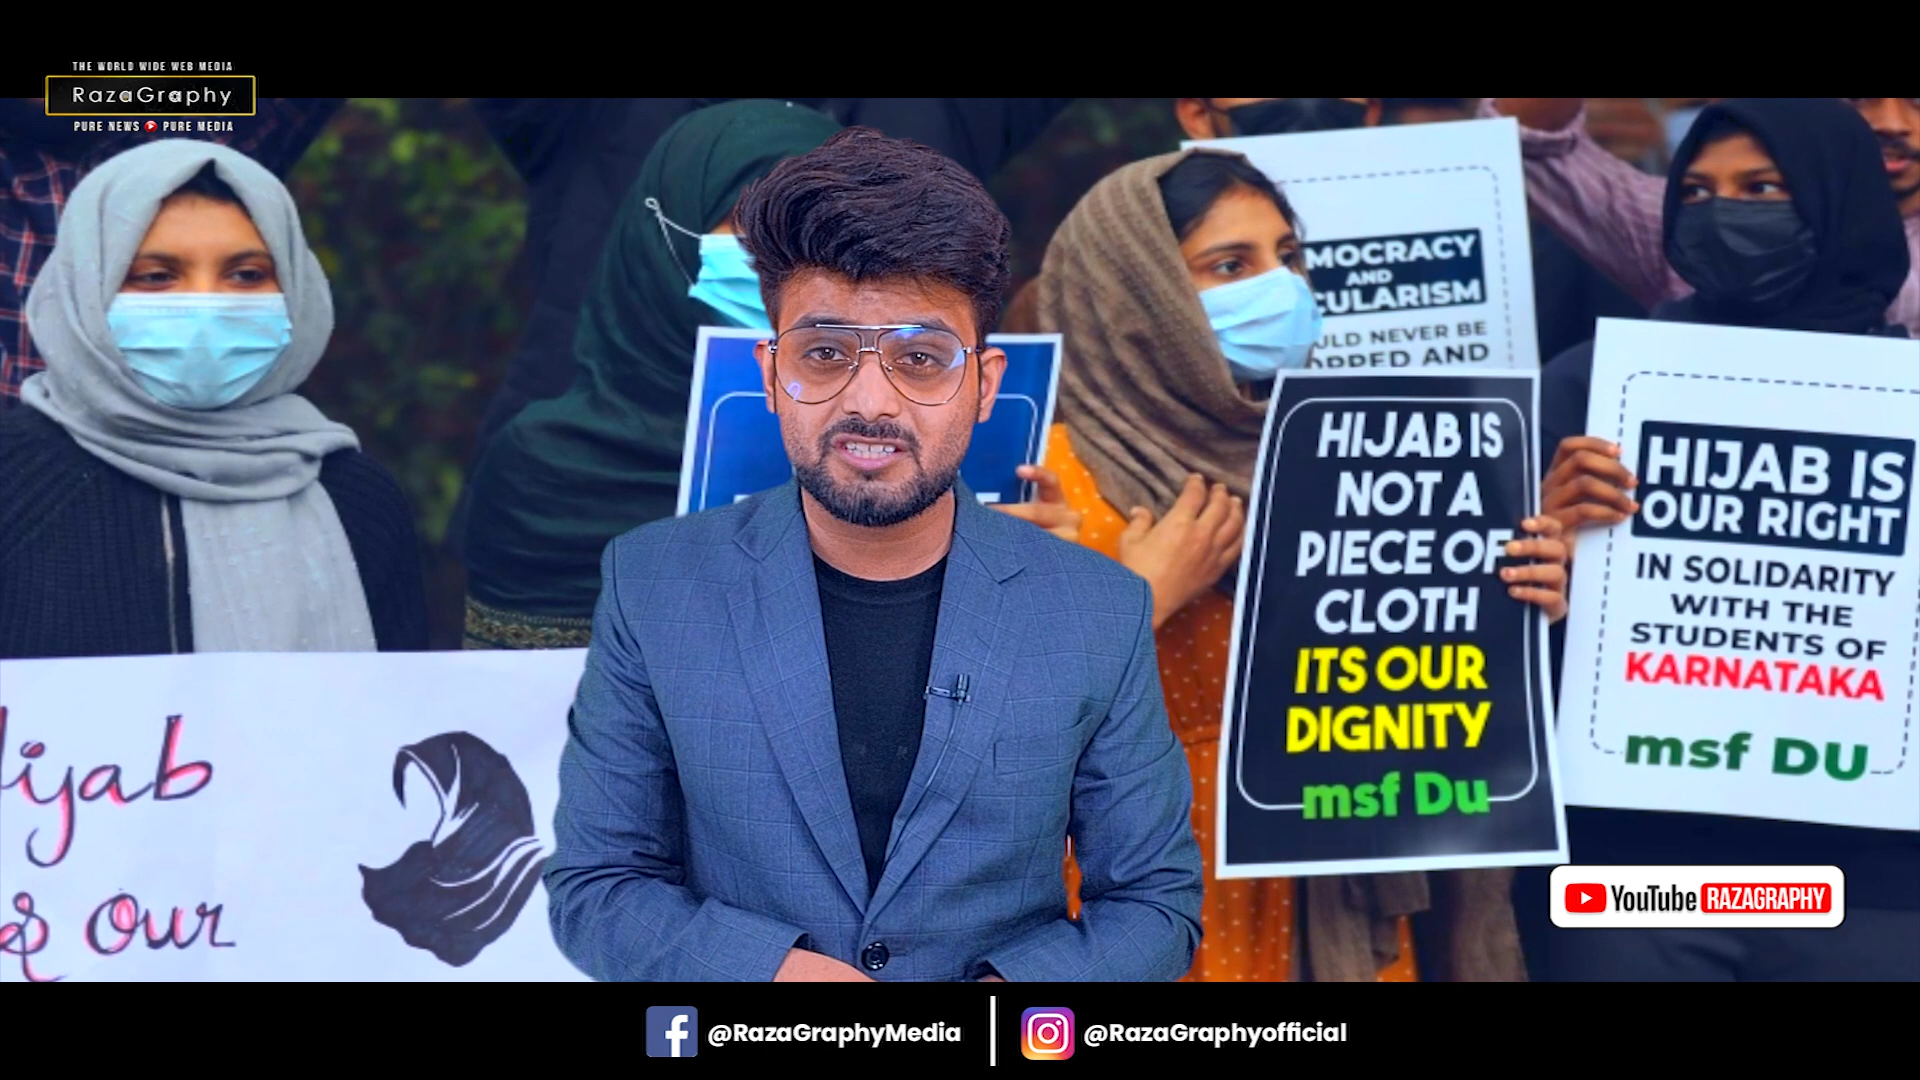 THE WORLD WIDE WEB MEDIA
RazaGraphy
PURE NEWS PURE MEDIA
MOCRACY
AND
CULARISM
ULD NEVER BE
OPPED AND
HIJAB IS
NOT A
PIECE OF
CLOTH
ITS OUR
DIGNITY
msf Du
HIJAB IS
OUR RIGHT
IN SOLIDARITY
WITH THE
STUDENTS OF
KARNATAKA
msf DU
ijab
our
YouTube RAZAGRAPHY
@RazaGraphyMedia
@RazaGraphyofficial